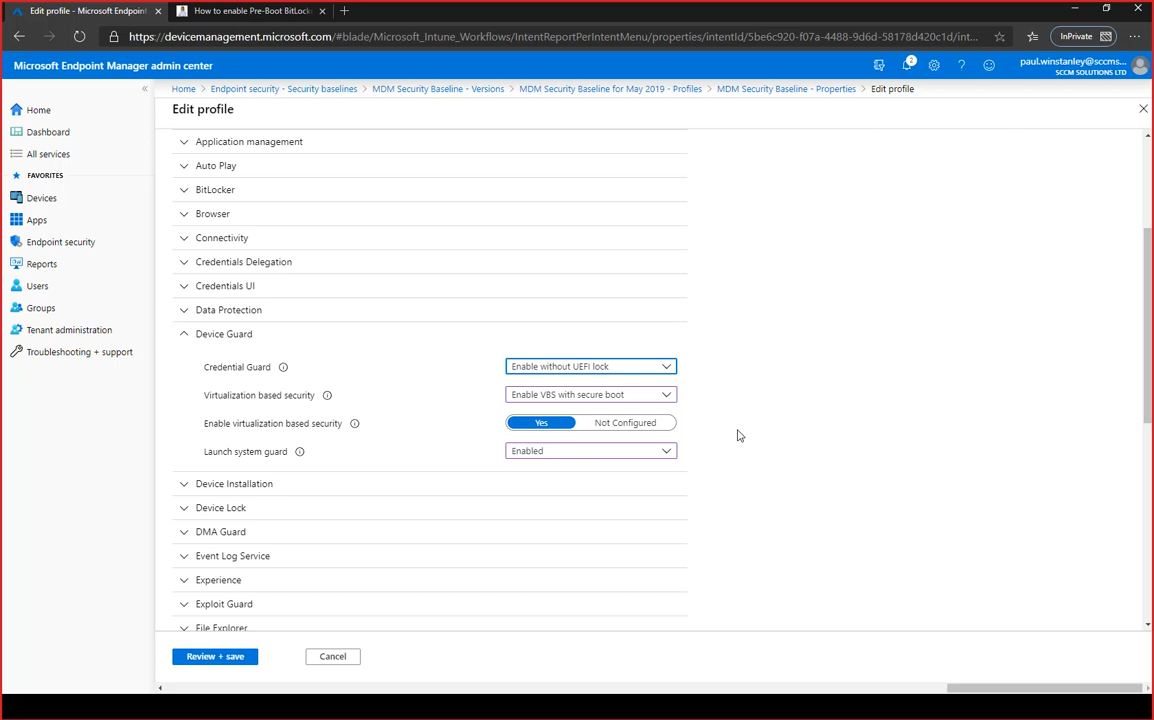 Edit profile - Microsoft Endpoint
How to enable Pre-Boot BitLock
https://devicemanagement.microsoft.com/#blade/Microsoft_Intune_Workflows/IntentReportPerIntentMenu/properties/intentId/5be6c920-f07a-4488-9d6d-58178d420c1d/int...
InPrivate
Microsoft Endpoint Manager admin center
2
paul.winstanley@sccms...
SCCM SOLUTIONS LTD
Home > Endpoint security - Security baselines > MDM Security Baseline - Versions > MDM Security Baseline for May 2019 - Profiles > MDM Security Baseline - Properties > Edit profile
Edit profile
Home
Dashboard
All services
FAVORITES
Devices
Apps
Endpoint security
Reports
Users
Groups
Tenant administration
Troubleshooting + support
Application management
Auto Play
BitLocker
Browser
Connectivity
Credentials Delegation
Credentials UI
Data Protection
Device Guard
Credential Guard Enable without UEFI lock
Virtualization based security Enable VBS with secure boot
Enable virtualization based security Yes Not Configured
Launch system guard Enabled
Device Installation
Device Lock
DMA Guard
Event Log Service
Experience
Exploit Guard
File Explorer
Review + save Cancel